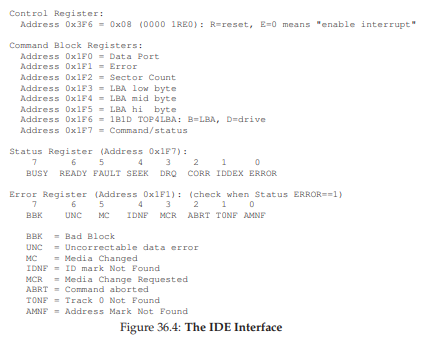 Control Register:
Address 0x3F6 = 0x08 (0000 1RE0): R=reset, E=0 means "enable interrupt"
Command Block Registers:
Address 0x1F0 = Data Port
Address 0x1F1 = Error
Address 0x1F2 = Sector Count
Address 0x1F3 = LBA low byte
Address 0x1F4 = LBA mid byte
Address 0x1F5 = LBA hi  byte
Address 0x1F6 = 1B1D TOP4LBA: B=LBA, D=drive
Address 0x1F7 = Command/status
Status Register (Address 0x1F7):
7 6 5 4 3 2 1 0
BUSY READY FAULT SEEK DRQ CORR IDDEX ERROR
Error Register (Address 0x1F1): (check when Status ERROR==1)
7 6 5 4 3 2 1 0
BBK UNC MC IDNF MCR ABRT T0NF AMNF
BBK = Bad Block
UNC = Uncorrectable data error
MC = Media Changed
IDNF = ID mark Not Found
MCR = Media Change Requested
ABRT = Command aborted
T0NF = Track 0 Not Found
AMNF = Address Mark Not Found
Figure 36.4: The IDE Interface